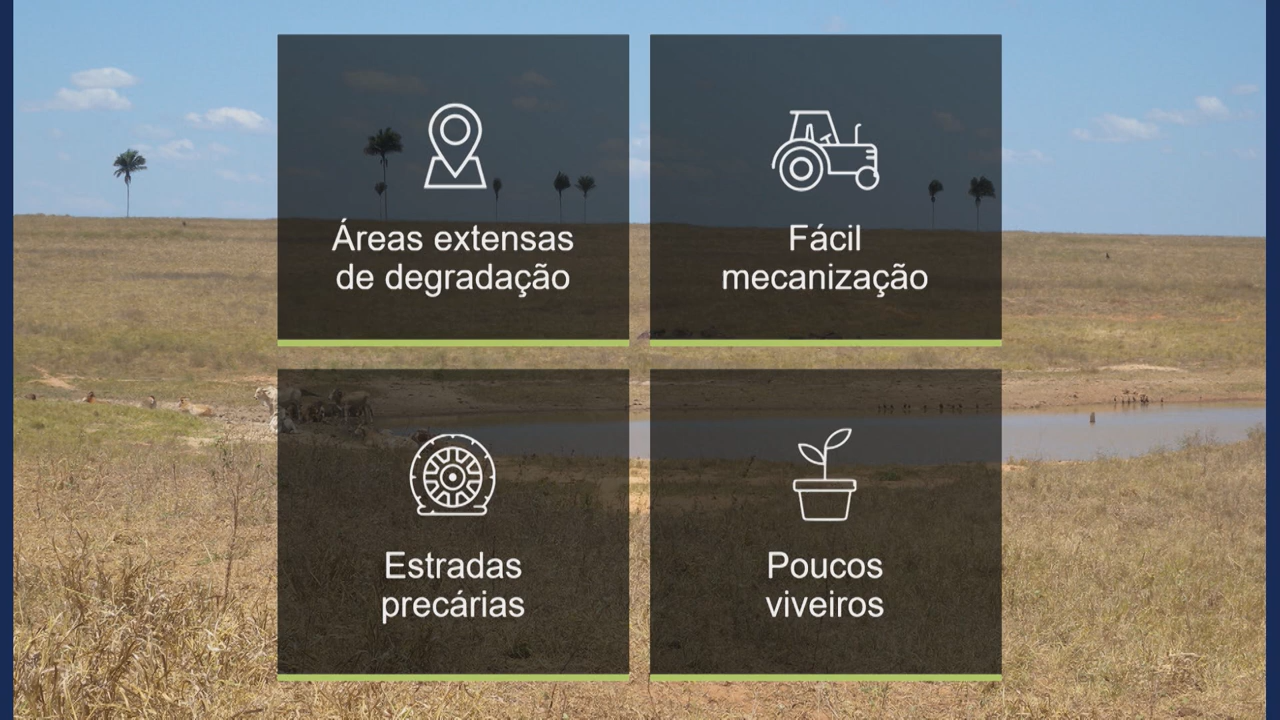 Áreas extensas
de degradação
Fácil
mecanização
Estradas
precárias
Poucos
viveiros